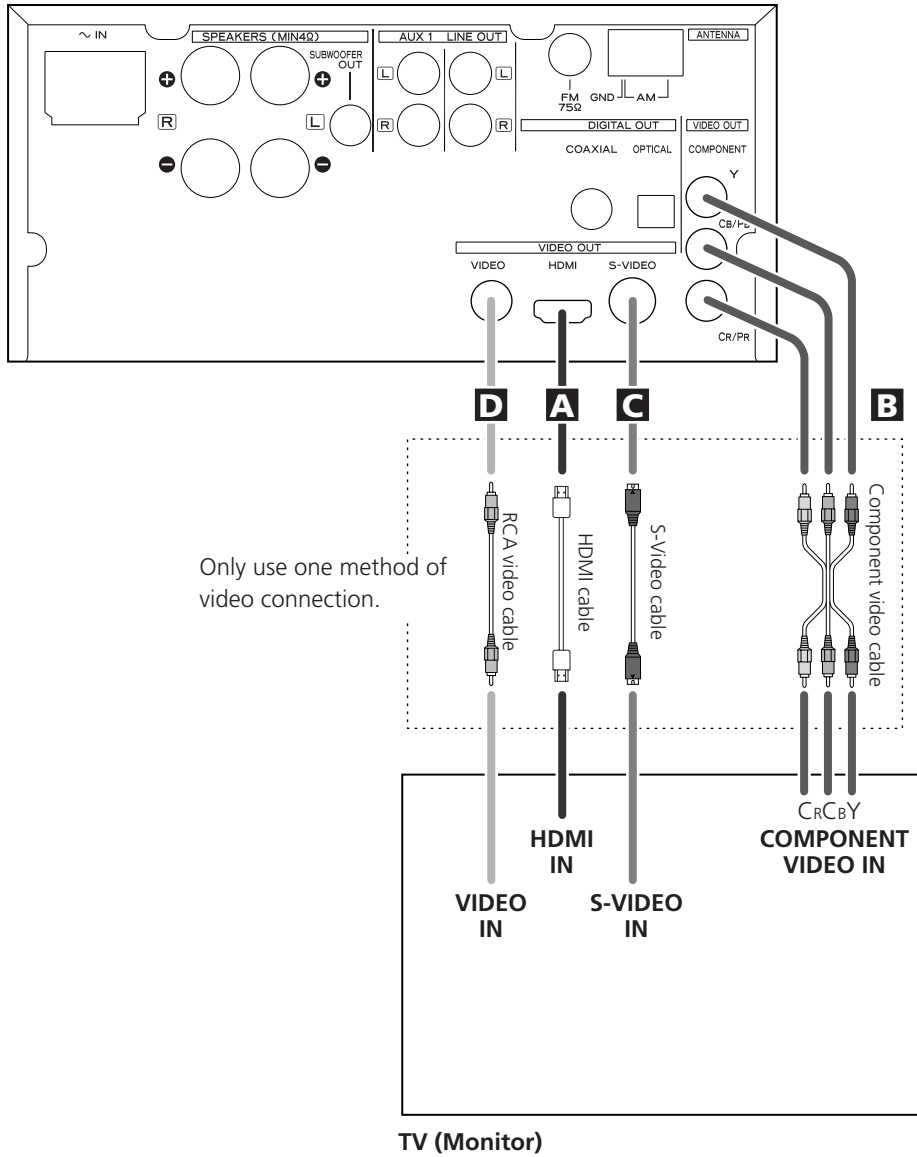 ∼ IN
SPEAKERS (MIN4Ω)
SUBWOOFER
OUT
AUX 1 LINE OUT
ANTENNA
+ +
R L
− −
L L
R R
FM
75Ω
GND AM
DIGITAL OUT
COAXIAL OPTICAL
VIDEO OUT
COMPONENT
Y
CB/PB
CR/PR
VIDEO OUT
VIDEO HDMI S-VIDEO
D A C B
RCA video cable
HDMI cable
S-Video cable
Component video cable
Only use one method of
video connection.
CRCBY
COMPONENT
VIDEO IN
HDMI
IN
VIDEO
IN
S-VIDEO
IN
TV (Monitor)